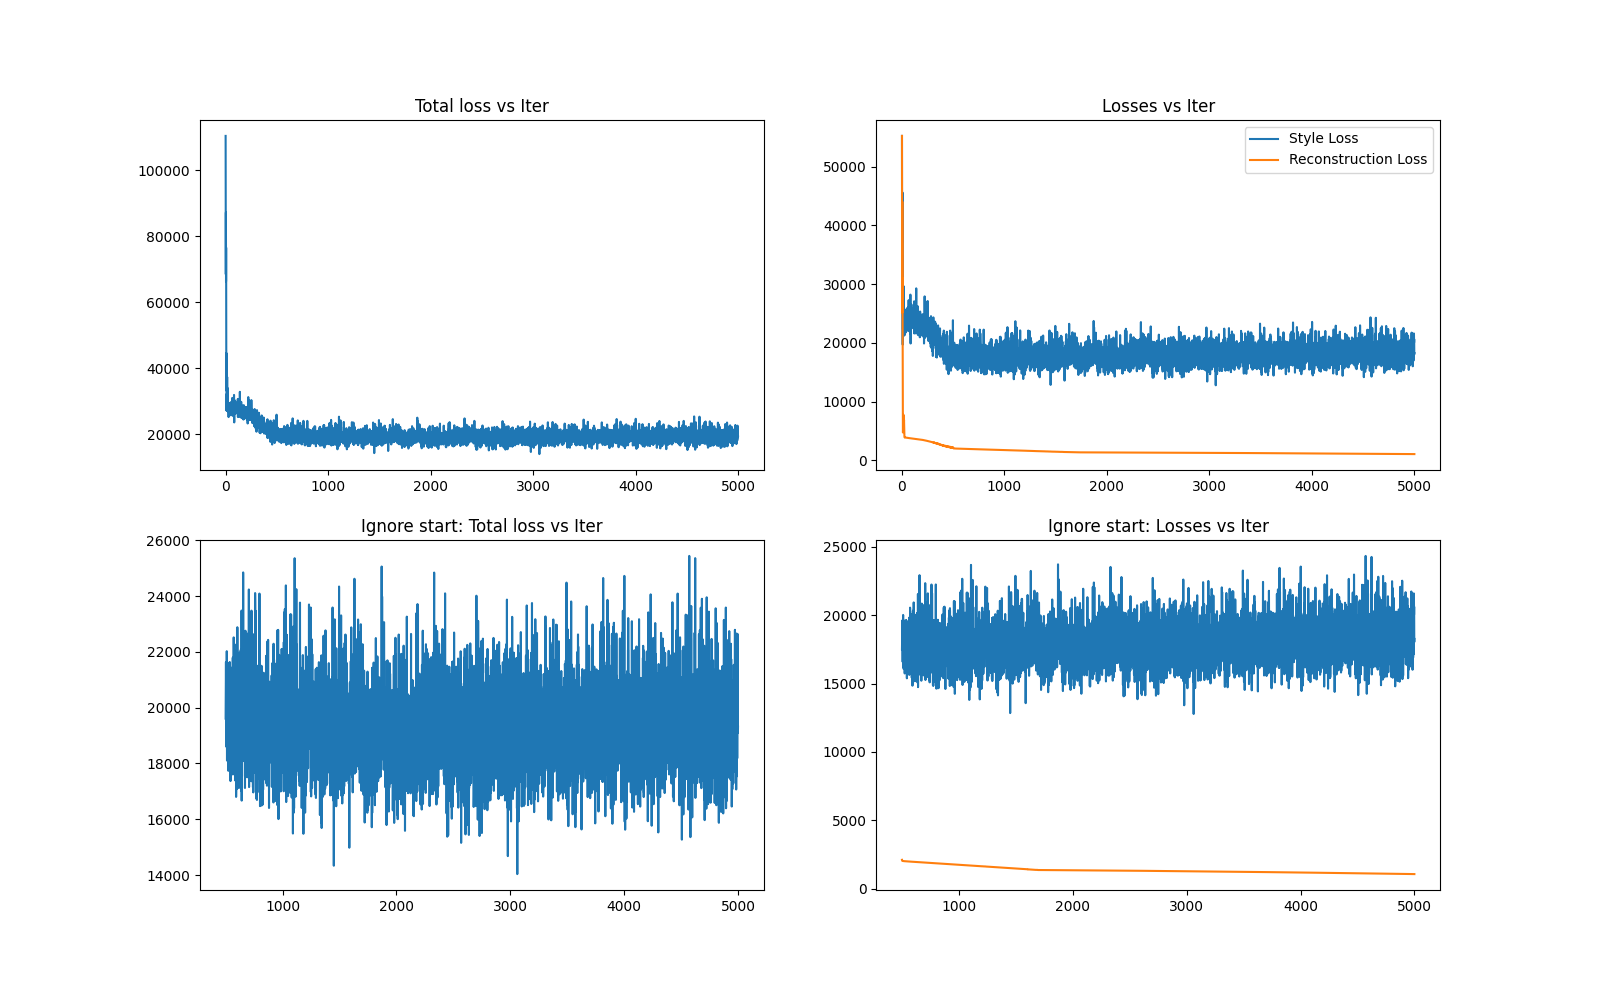 Total loss vs Iter
100000
80000
60000
40000
20000
0 1000 2000 3000 4000 5000
Losses vs Iter
Style Loss
Reconstruction Loss
50000
40000
30000
20000
10000
0
0 1000 2000 3000 4000 5000
Ignore start: Total loss vs Iter
26000
24000
22000
20000
18000
16000
14000
1000 2000 3000 4000 5000
Ignore start: Losses vs Iter
25000
20000
15000
10000
5000
0
1000 2000 3000 4000 5000